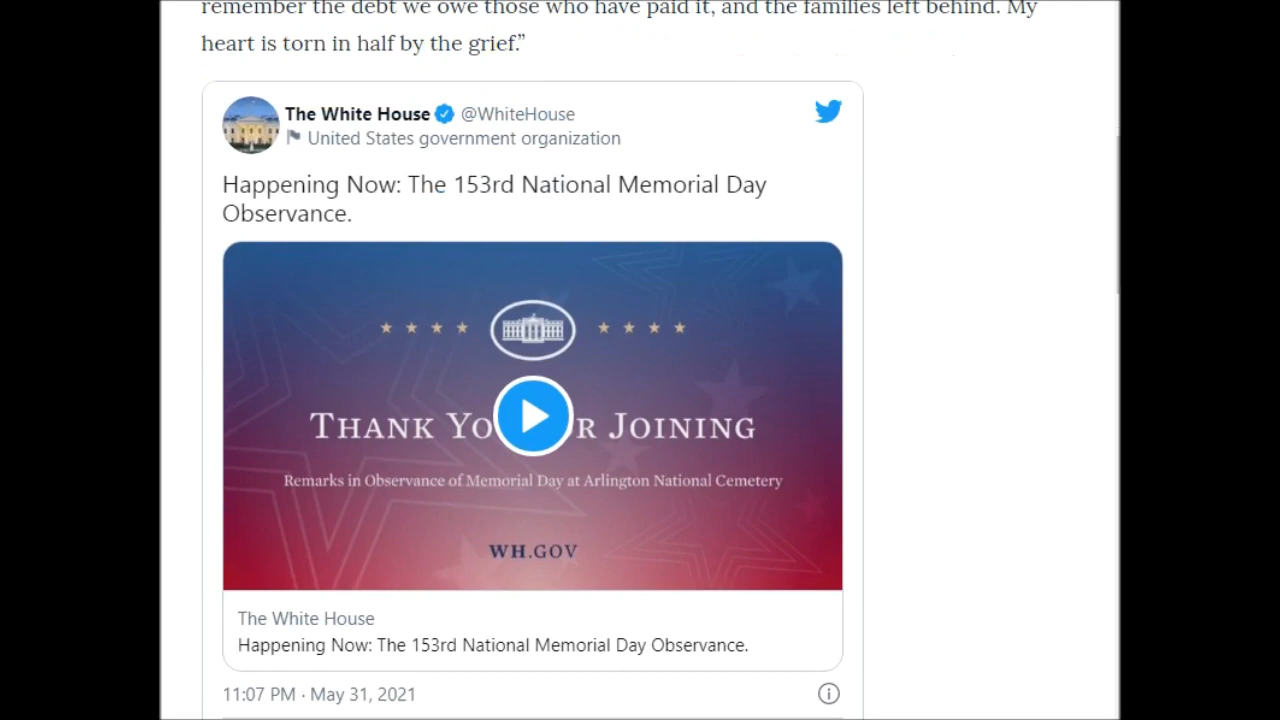 remember the debt we owe those who have paid it, and the families left behind. My
heart is torn in half by the grief.”
The White House @WhiteHouse
United States government organization
Happening Now: The 153rd National Memorial Day
Observance.
THANK YO R JOINING
Remarks in Observance of Memorial Day at Arlington National Cemetery
WH.GOV
The White House
Happening Now: The 153rd National Memorial Day Observance.
11:07 PM · May 31, 2021